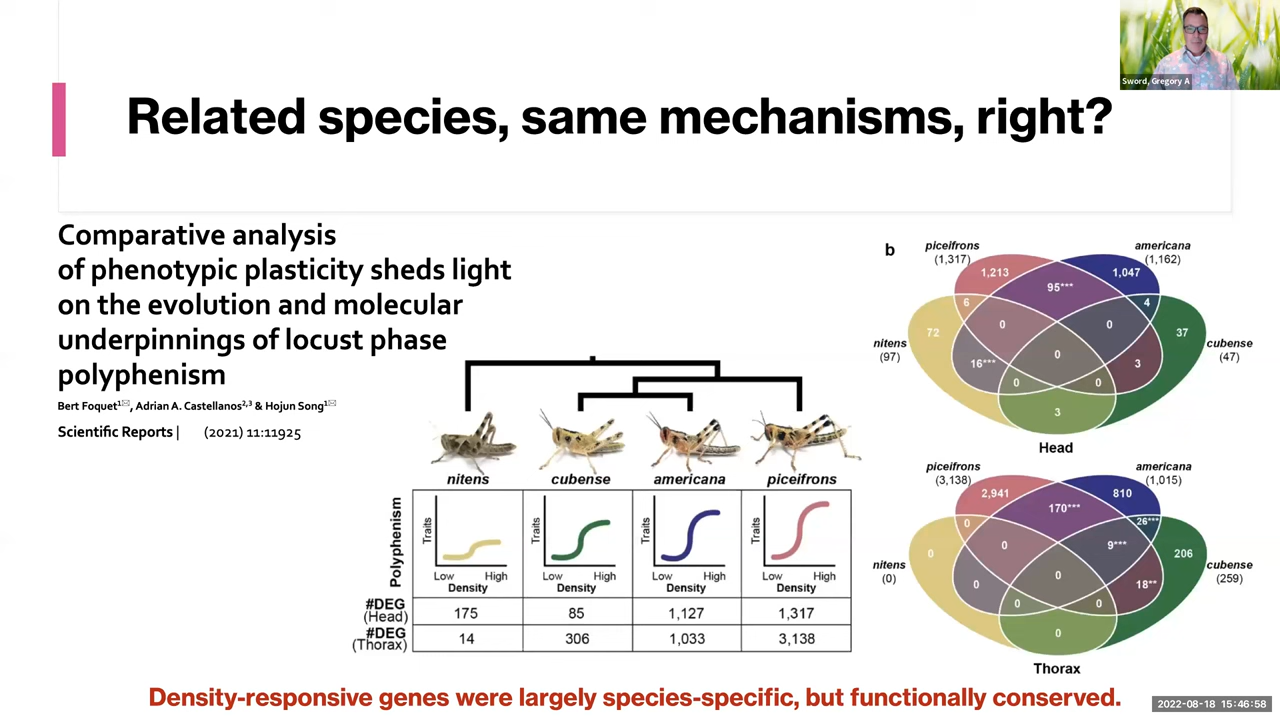 Sword, Gregory A
Related species, same mechanisms, right?
Comparative analysis
of phenotypic plasticity sheds light
on the evolution and molecular
underpinnings of locust phase
polyphenism
Bert Foquet1✉, Adrian A. Castellanos2,3 & Hojun Song1✉
Scientific Reports | (2021) 11:11925
nitens cubense americana piceifrons
Polyphenism
Traits Traits Traits Traits
Low High Low High Low High Low High
Density Density Density Density
#DEG
(Head) 175 85 1,127 1,317
#DEG
(Thorax) 14 306 1,033 3,138
b
piceifrons americana
(1,317) (1,162)
1,213 1,047
95***
6 4
72 0 0 37
nitens cubense
(97) (47)
0
16*** 3
0 0
3
Head
piceifrons americana
(3,138) (1,015)
2,941 810
170***
0 26***
0 9***
0 206
nitens cubense
(0) (259)
0
0 18**
0 0
0
Thorax
Density-responsive genes were largely species-specific, but functionally conserved.
2022-08-18 15:46:58